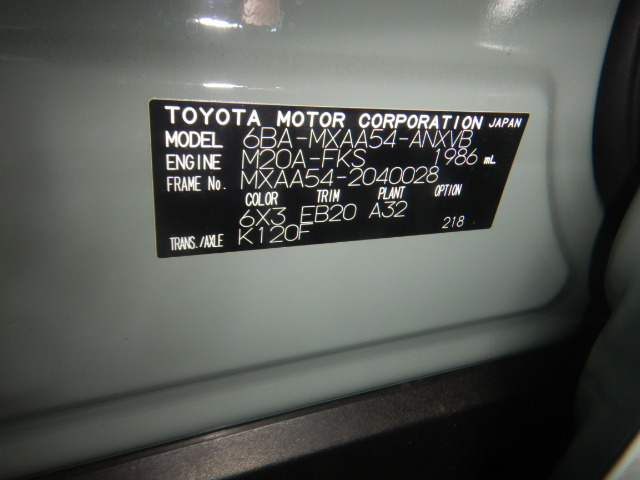 TOYOTA MOTOR CORPORATION JAPAN
MODEL 6BA-MXAA54-ANXVB
ENGINE M20A-FKS 1986 mL
FRAME No. MXAA54-2040028
COLOR TRIM PLANT OPTION
6X3 EB20 A32
TRANS./AXLE K120F 218